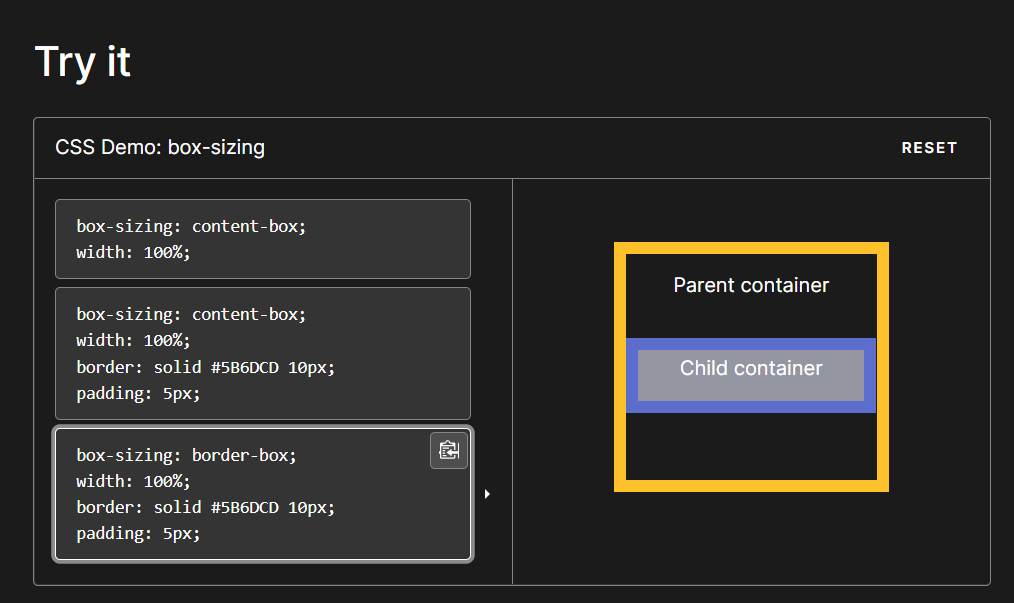 Try it
CSS Demo: box-sizing
RESET
box-sizing: content-box;
width: 100%;
box-sizing: content-box;
width: 100%;
border: solid #5B6DCD 10px;
padding: 5px;
box-sizing: border-box;
width: 100%;
border: solid #5B6DCD 10px;
padding: 5px;
Parent container
Child container